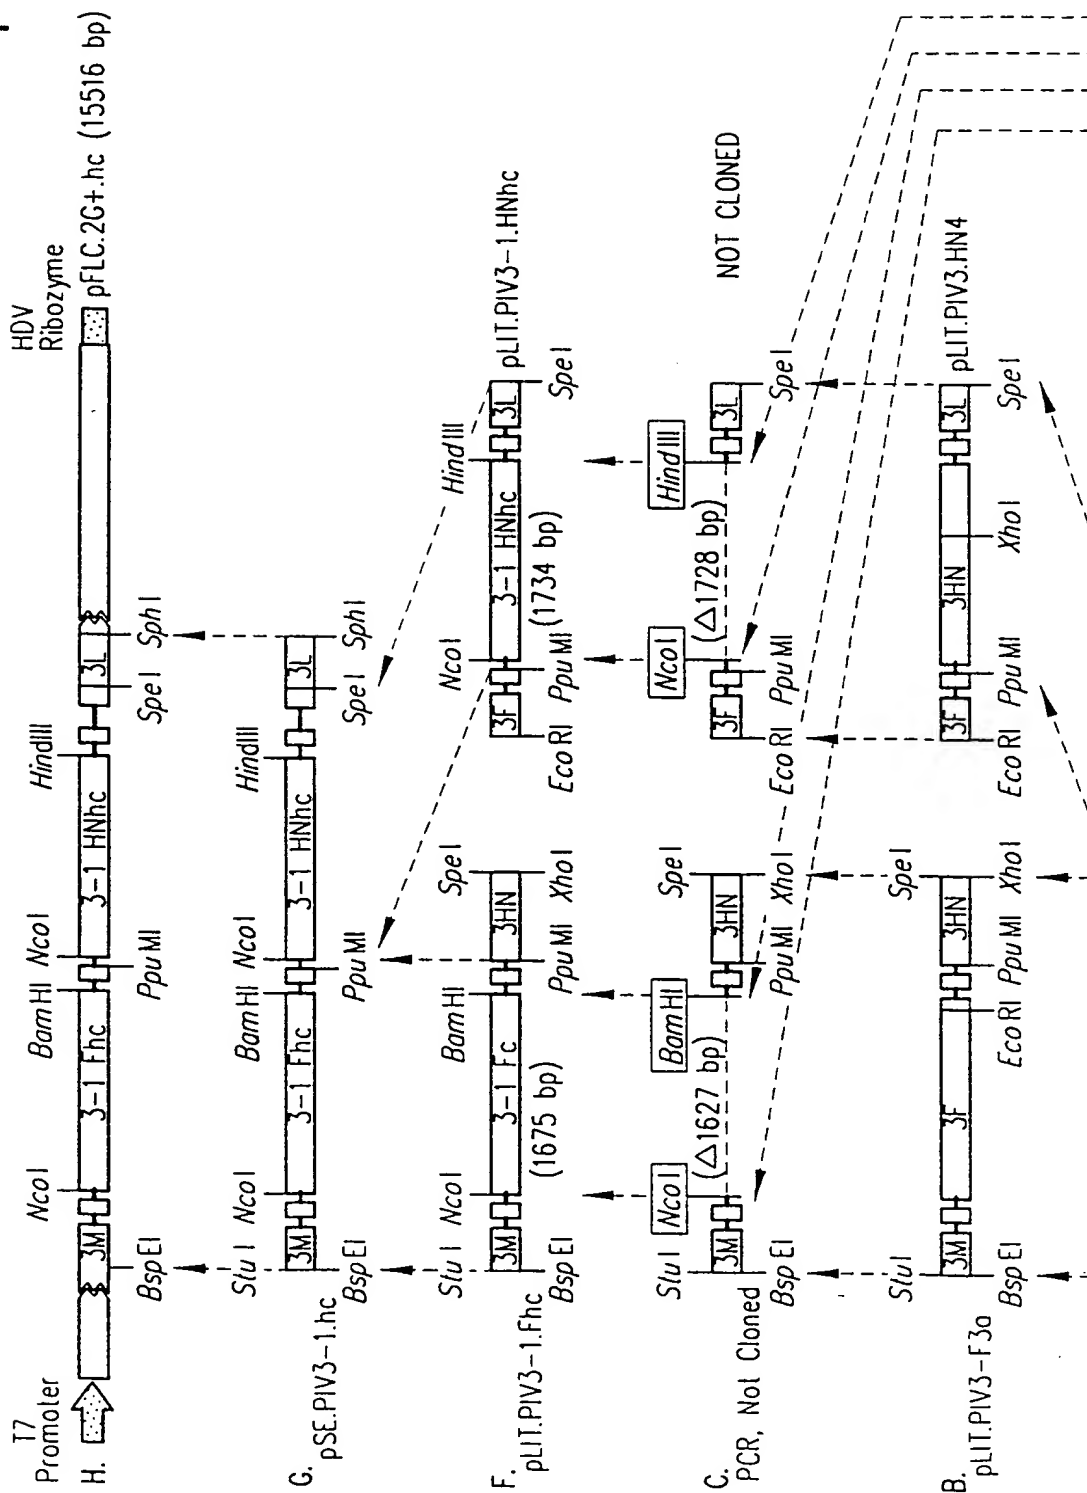 T7
Promoter
HDV
Ribozyme
H.
NcoI
BamHI
NcoI
HindIII
3M
3-1 Fhc
3-1 HNhc
3L
pFLC.2G+.hc (15516 bp)
BspEI
PpuMI
SpeI
SphI
G.
pSE.PIV3-1.hc
StuI
NcoI
BamHI
NcoI
HindIII
3M
3-1 Fhc
3-1 HNhc
3L
BspEI
PpuMI
SpeI
SphI
F.
pLIT.PIV3-1.Fhc
StuI
NcoI
BamHI
SpeI
NcoI
HindIII
pLIT.PIV3-1.HNhc
3M
3-1 Fc
3HN
3F
3-1 HNhc
3L
(1675 bp)
(1734 bp)
BspEI
PpuMI
XhoI
EcoRI
PpuMI
SpeI
C.
PCR, Not Cloned
StuI
NcoI
BamHI
SpeI
NcoI
HindIII
NOT CLONED
(△1627 bp)
(△1728 bp)
3M
3HN
3F
3L
BspEI
PpuMI
XhoI
EcoRI
PpuMI
SpeI
B.
pLIT.PIV3-F3a
StuI
SpeI
pLIT.PIV3.HN4
3M
3F
3HN
3F
3HN
3L
BspEI
EcoRI
PpuMI
XhoI
EcoRI
PpuMI
XhoI
SpeI